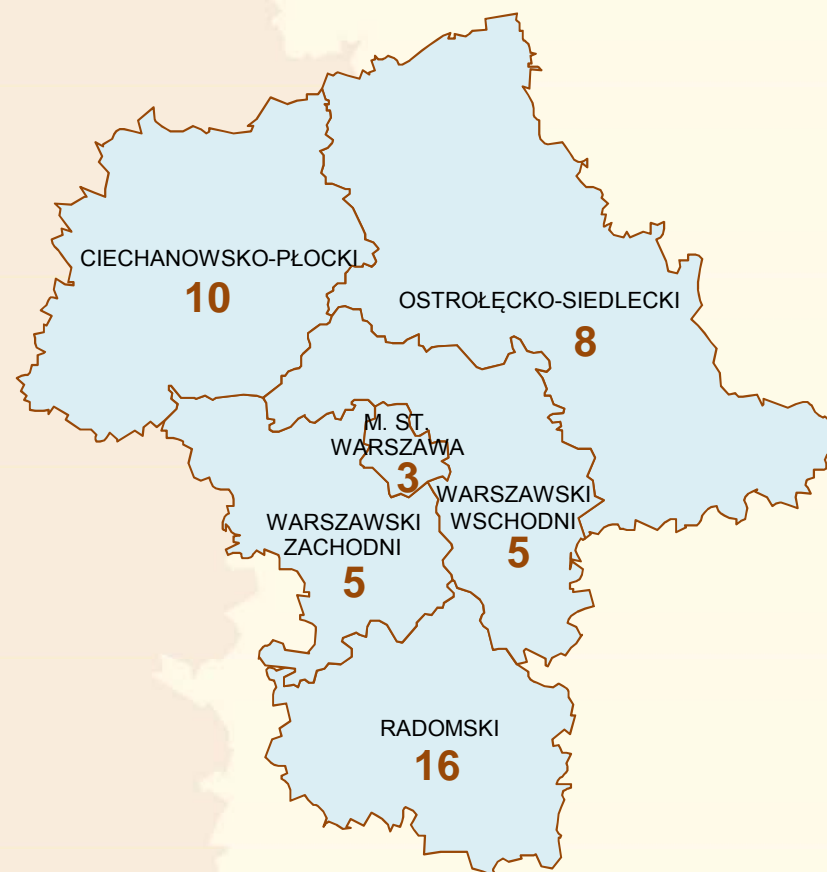 CIECHANOWSKO-PŁOCKI
10
OSTROŁĘCKO-SIEDLECKI
8
M. ST.
WARSZAWA
3
WARSZAWSKI
WSCHODNI
5
WARSZAWSKI
ZACHODNI
5
RADOMSKI
16